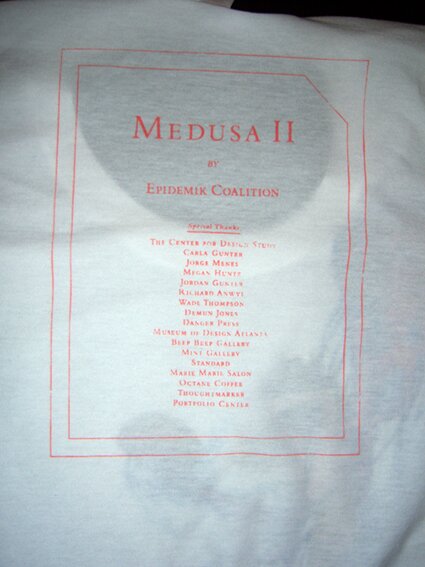 MEDUSA II
BY
EPIDEMIK COALITION
Special Thanks
THE CENTER FOR DESIGN STUDY
CARLA GUNTER
JORGE MENES
MEGAN HUNTZ
JORDAN GUNTER
RICHARD ANWYL
WADE THOMPSON
DEMUN JONES
DANGER PRESS
MUSEUM OF DESIGN ATLANTA
BEEP BEEP GALLERY
MINT GALLERY
STANDARD
MARIE MARIE SALON
OCTANE COFFEE
THOUGHTMARKER
PORTFOLIO CENTER